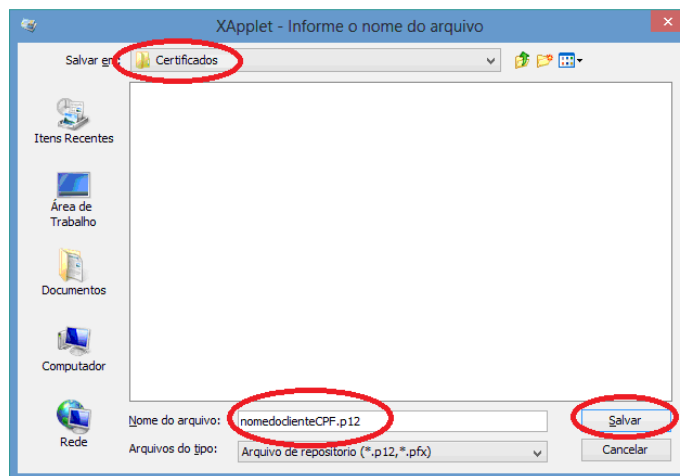 XApplet - Informe o nome do arquivo
Salvar em: Certificados
Itens Recentes
Área de
Trabalho
Documentos
Computador
Rede
Nome do arquivo: nomedoclienteCPF.p12
Salvar
Arquivos do tipo: Arquivo de repositorio (*.p12,*.pfx)
Cancelar